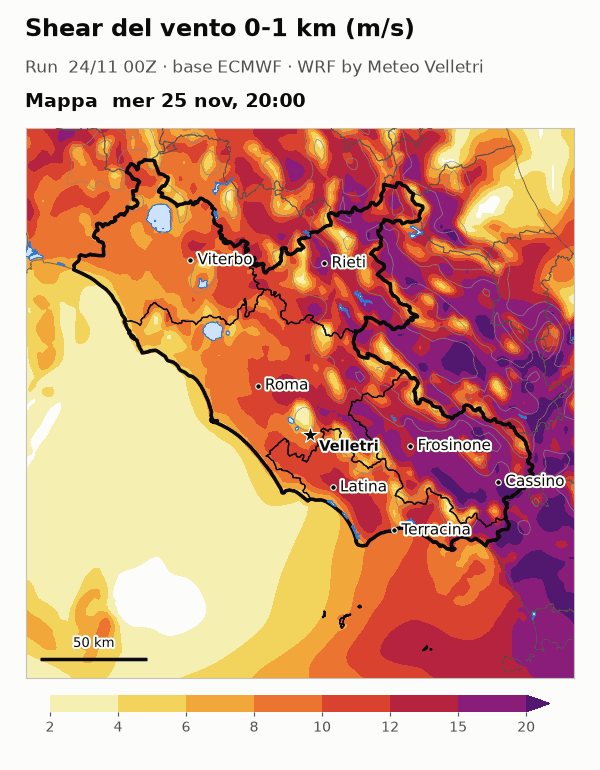 Shear del vento 0-1 km (m/s)
Run  24/11 00Z · base ECMWF · WRF by Meteo Velletri
Mappa  mer 25 nov, 20:00
Viterbo
Rieti
Roma
Velletri
Frosinone
Latina
Cassino
Terracina
50 km
2 4 6 8 10 12 15 20